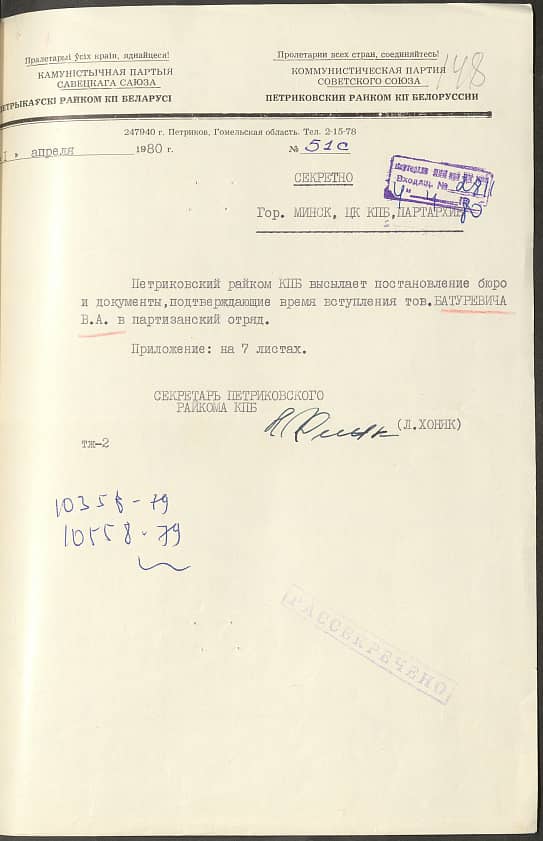 Пралетарыі ўсіх краін, яднайцеся!
КАМУНІСТЫЧНАЯ ПАРТЫЯ
САВЕЦКАГА САЮЗА
ПЕТРЫКАЎСКІ РАЙКОМ КП БЕЛАРУСІ
Пролетарии всех стран, соединяйтесь!
КОММУНИСТИЧЕСКАЯ ПАРТИЯ
СОВЕТСКОГО СОЮЗА
ПЕТРИКОВСКИЙ РАЙКОМ КП БЕЛОРУССИИ
148
247940 г. Петриков, Гомельская область. Тел. 2-15-78
I " апреля 1980 г.
№ 51с
СЕКРЕТНО
Входящ. №
Гор. МИНСК, ЦК КПБ, ПАРТАРХИВ
Петриковский райком КПБ высылает постановление бюро
и документы, подтверждающие время вступления тов. БАТУРЕВИЧА
В.А. в партизанский отряд.
Приложение: на 7 листах.
СЕКРЕТАРЬ ПЕТРИКОВСКОГО
РАЙКОМА КПБ
(Л.ХОНЯК)
тж-2
10558-79
РАССЕКРЕЧЕНО